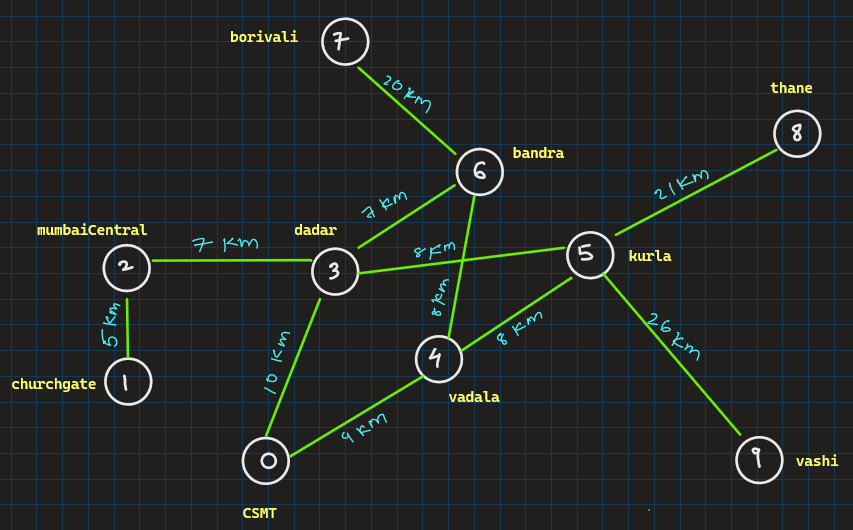 borivali
7
20 Km
thane
8
6
bandra
21 Km
7 Km
mumbaiCentral
7 Km
dadar
8 Km
2
3
5
kurla
8 Km
5 Km
8 Km
26 Km
4
10 Km
churchgate
1
vadala
9 Km
0
9
vashi
CSMT